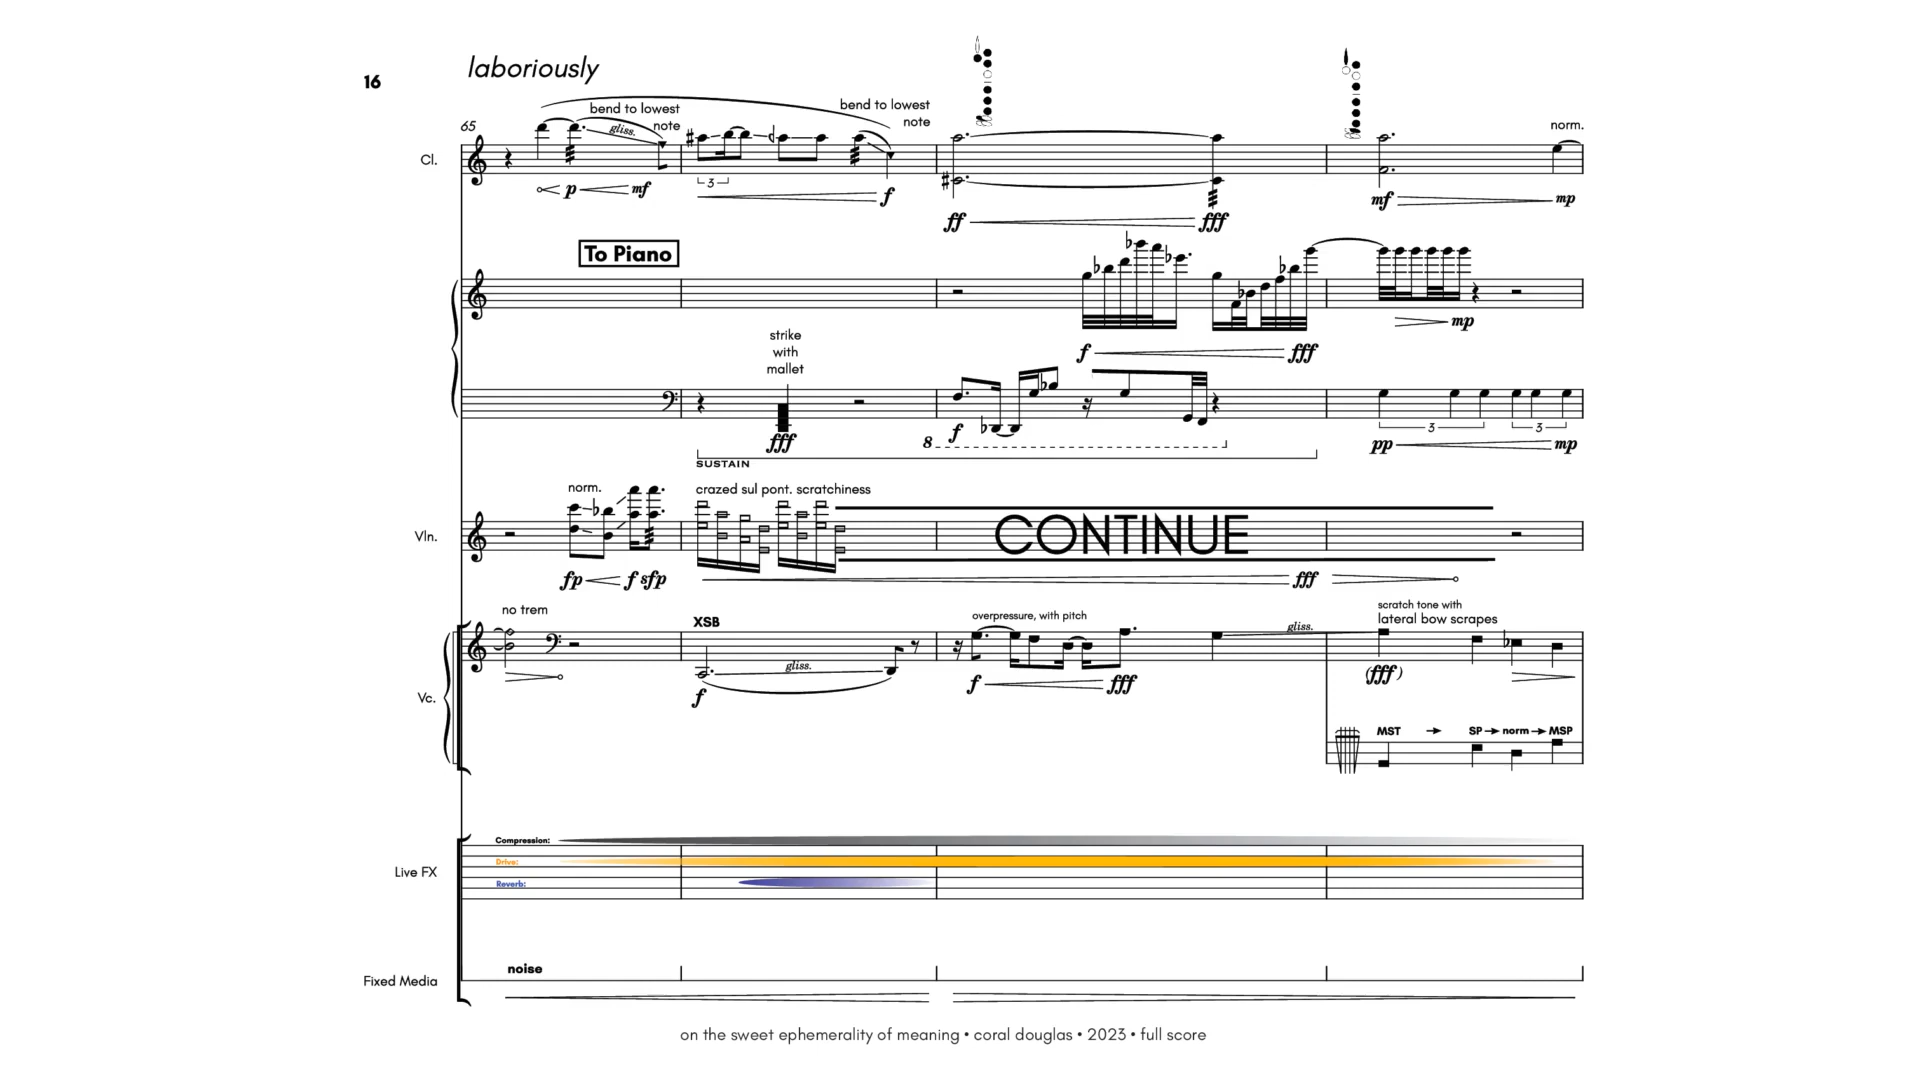 laboriously
16
bend to lowest
note
gliss.
bend to lowest
note
65
norm.
Cl.
3
p mf
f
ff fff
mf mp
To Piano
mp
f fff
strike
with
mallet
fff
f
8
3 3
pp mp
SUSTAIN
norm.
crazed sul pont. scratchiness
Vln.
CONTINUE
fp f sfp
fff
no trem
XSB
overpressure, with pitch
gliss.
scratch tone with
lateral bow scrapes
gliss.
f
f fff
(fff)
Vc.
MST SP norm MSP
Compression:
Drive:
Reverb:
Live FX
noise
Fixed Media
on the sweet ephemerality of meaning • coral douglas • 2023 • full score